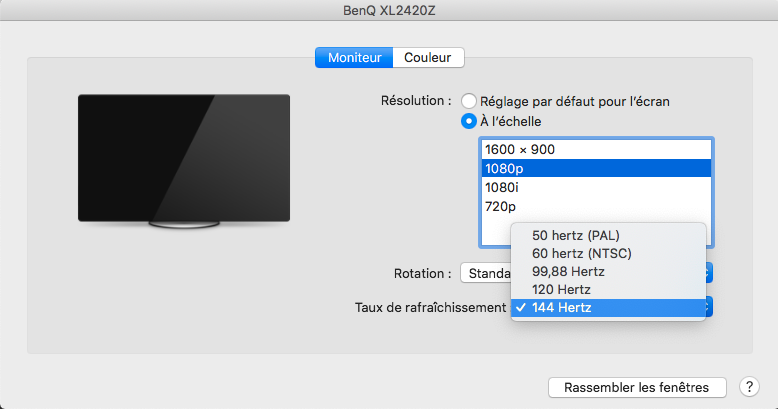 BenQ XL2420Z
Moniteur Couleur
Résolution : Réglage par défaut pour l'écran
À l'échelle
1600 × 900
1080p
1080i
720p
50 hertz (PAL)
60 hertz (NTSC)
99,88 Hertz
120 Hertz
✓ 144 Hertz
Rotation : Standa
Taux de rafraîchissement
Rassembler les fenêtres ?